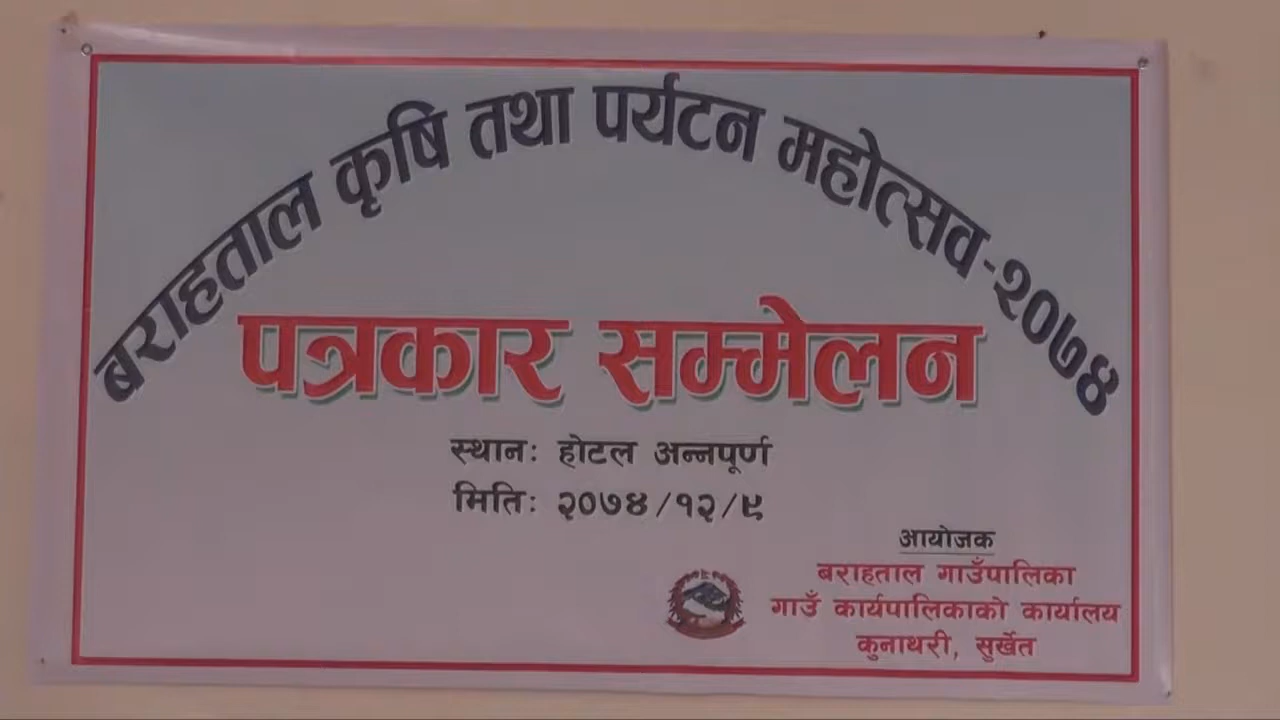 बराहताल कृषि तथा पर्यटन महोत्सव-२०७४
पत्रकार सम्मेलन
स्थान: होटल अन्नपूर्ण
मिति: २०७४/१२/९
आयोजक
बराहताल गाउँपालिका
गाउँ कार्यपालिकाको कार्यालय
कुनाथरी, सुर्खेत